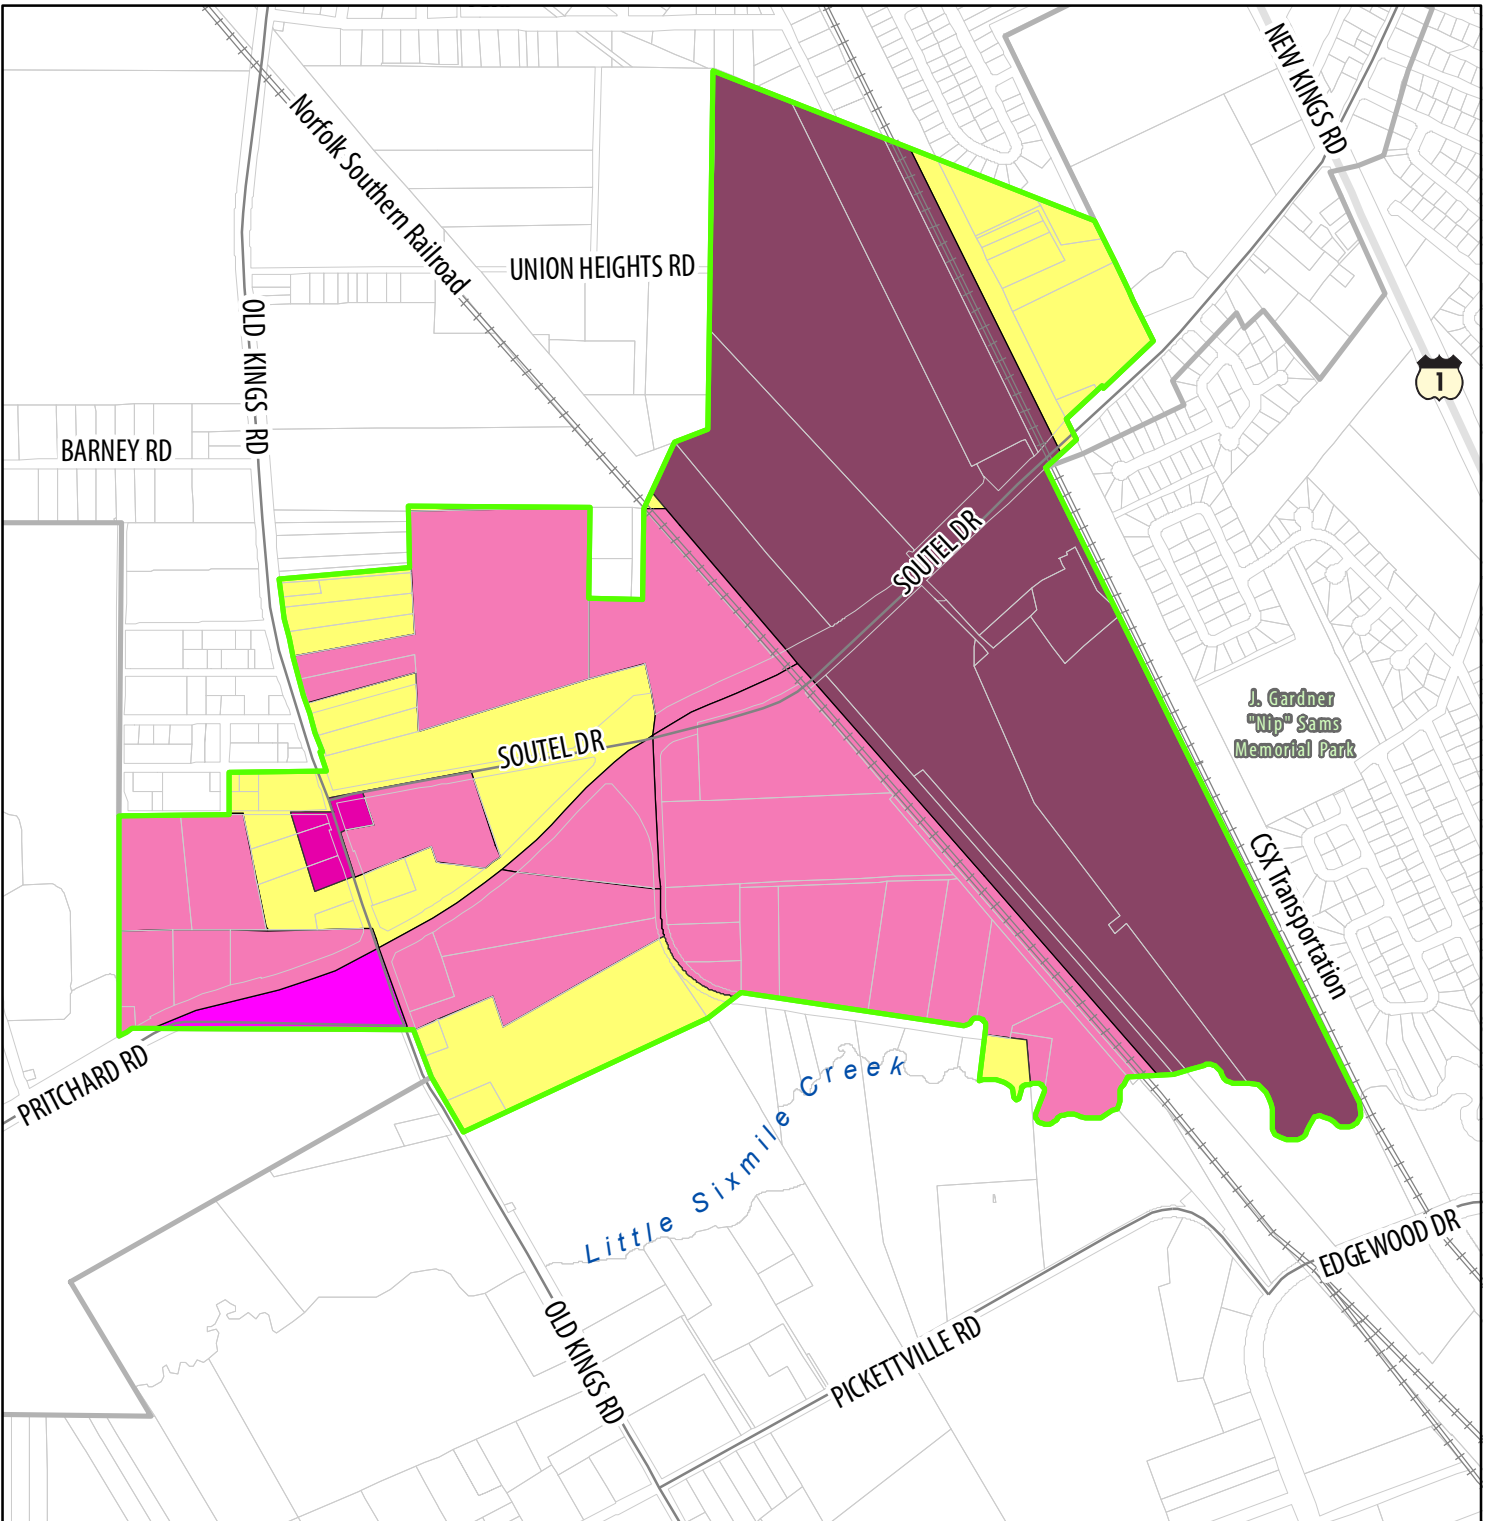 NEW KINGS RD
Norfolk Southern Railroad
UNION HEIGHTS RD
OLD - KINGS - RD
1
BARNEY RD
SOUTEL DR
J. Gardner
"Nip" Sams
Memorial Park
SOUTEL DR
CSX Transportation
PRITCHARD RD
Little Sixmile Creek
EDGEWOOD DR
OLD KINGS RD
PICKETTVILLE RD